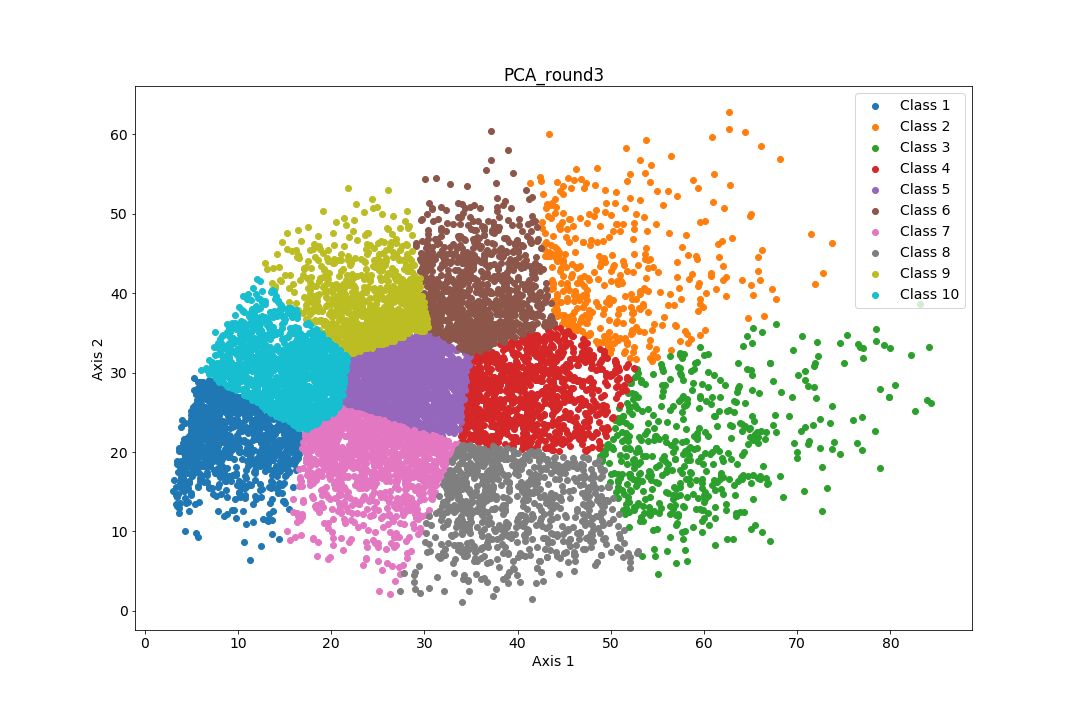 PCA_round3
Class 1
Class 2
Class 3
Class 4
Class 5
Class 6
Class 7
Class 8
Class 9
Class 10
60
50
40
30
20
10
0
Axis 2
0 10 20 30 40 50 60 70 80
Axis 1